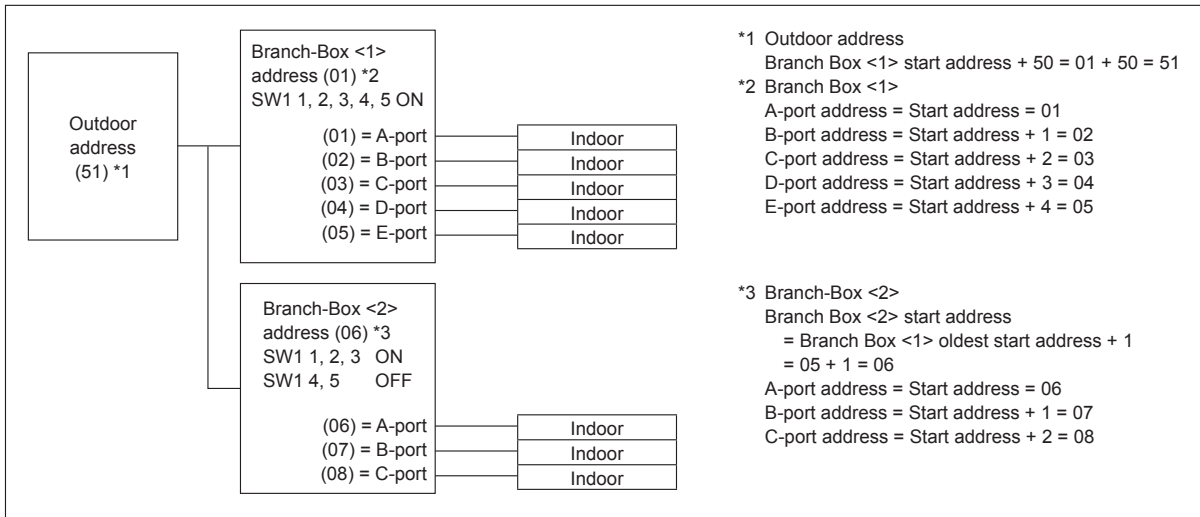 Outdoor
address
(51) *1
Branch-Box <1>
address (01) *2
SW1 1, 2, 3, 4, 5 ON
(01) = A-port
(02) = B-port
(03) = C-port
(04) = D-port
(05) = E-port
Indoor
Indoor
Indoor
Indoor
Indoor
Branch-Box <2>
address (06) *3
SW1 1, 2, 3 ON
SW1 4, 5 OFF
(06) = A-port
(07) = B-port
(08) = C-port
Indoor
Indoor
Indoor
*1 Outdoor address
Branch Box <1> start address + 50 = 01 + 50 = 51
*2 Branch Box <1>
A-port address = Start address = 01
B-port address = Start address + 1 = 02
C-port address = Start address + 2 = 03
D-port address = Start address + 3 = 04
E-port address = Start address + 4 = 05
*3 Branch-Box <2>
Branch Box <2> start address
= Branch Box <1> oldest start address + 1
= 05 + 1 = 06
A-port address = Start address = 06
B-port address = Start address + 1 = 07
C-port address = Start address + 2 = 08